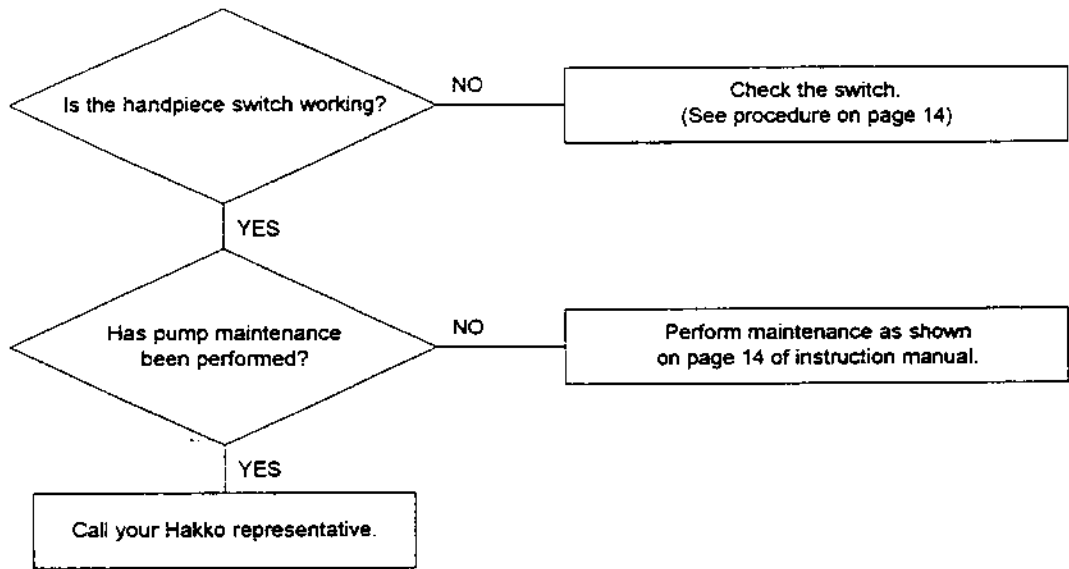 Is the handpiece switch working?
NO
Check the switch.
(See procedure on page 14)
YES
Has pump maintenance
been performed?
NO
Perform maintenance as shown
on page 14 of instruction manual.
YES
Call your Hakko representative.